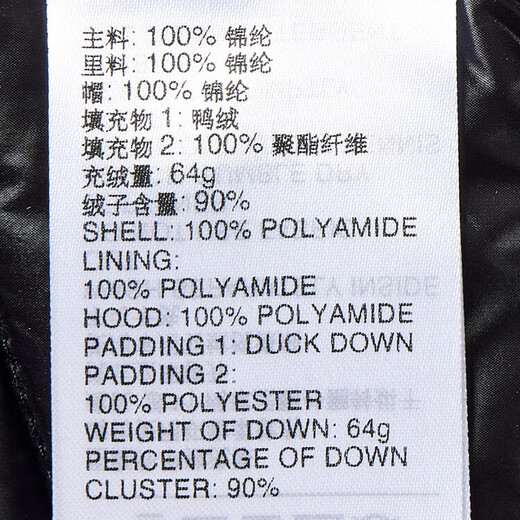 主料: 100% 锦纶
里料: 100% 锦纶
帽: 100% 锦纶
填充物 1: 鸭绒
填充物 2: 100% 聚酯纤维
充绒量: 64g
绒子含量: 90%
SHELL: 100% POLYAMIDE
LINING:
100% POLYAMIDE
HOOD: 100% POLYAMIDE
PADDING 1: DUCK DOWN
PADDING 2:
100% POLYESTER
WEIGHT OF DOWN: 64g
PERCENTAGE OF DOWN
CLUSTER: 90%